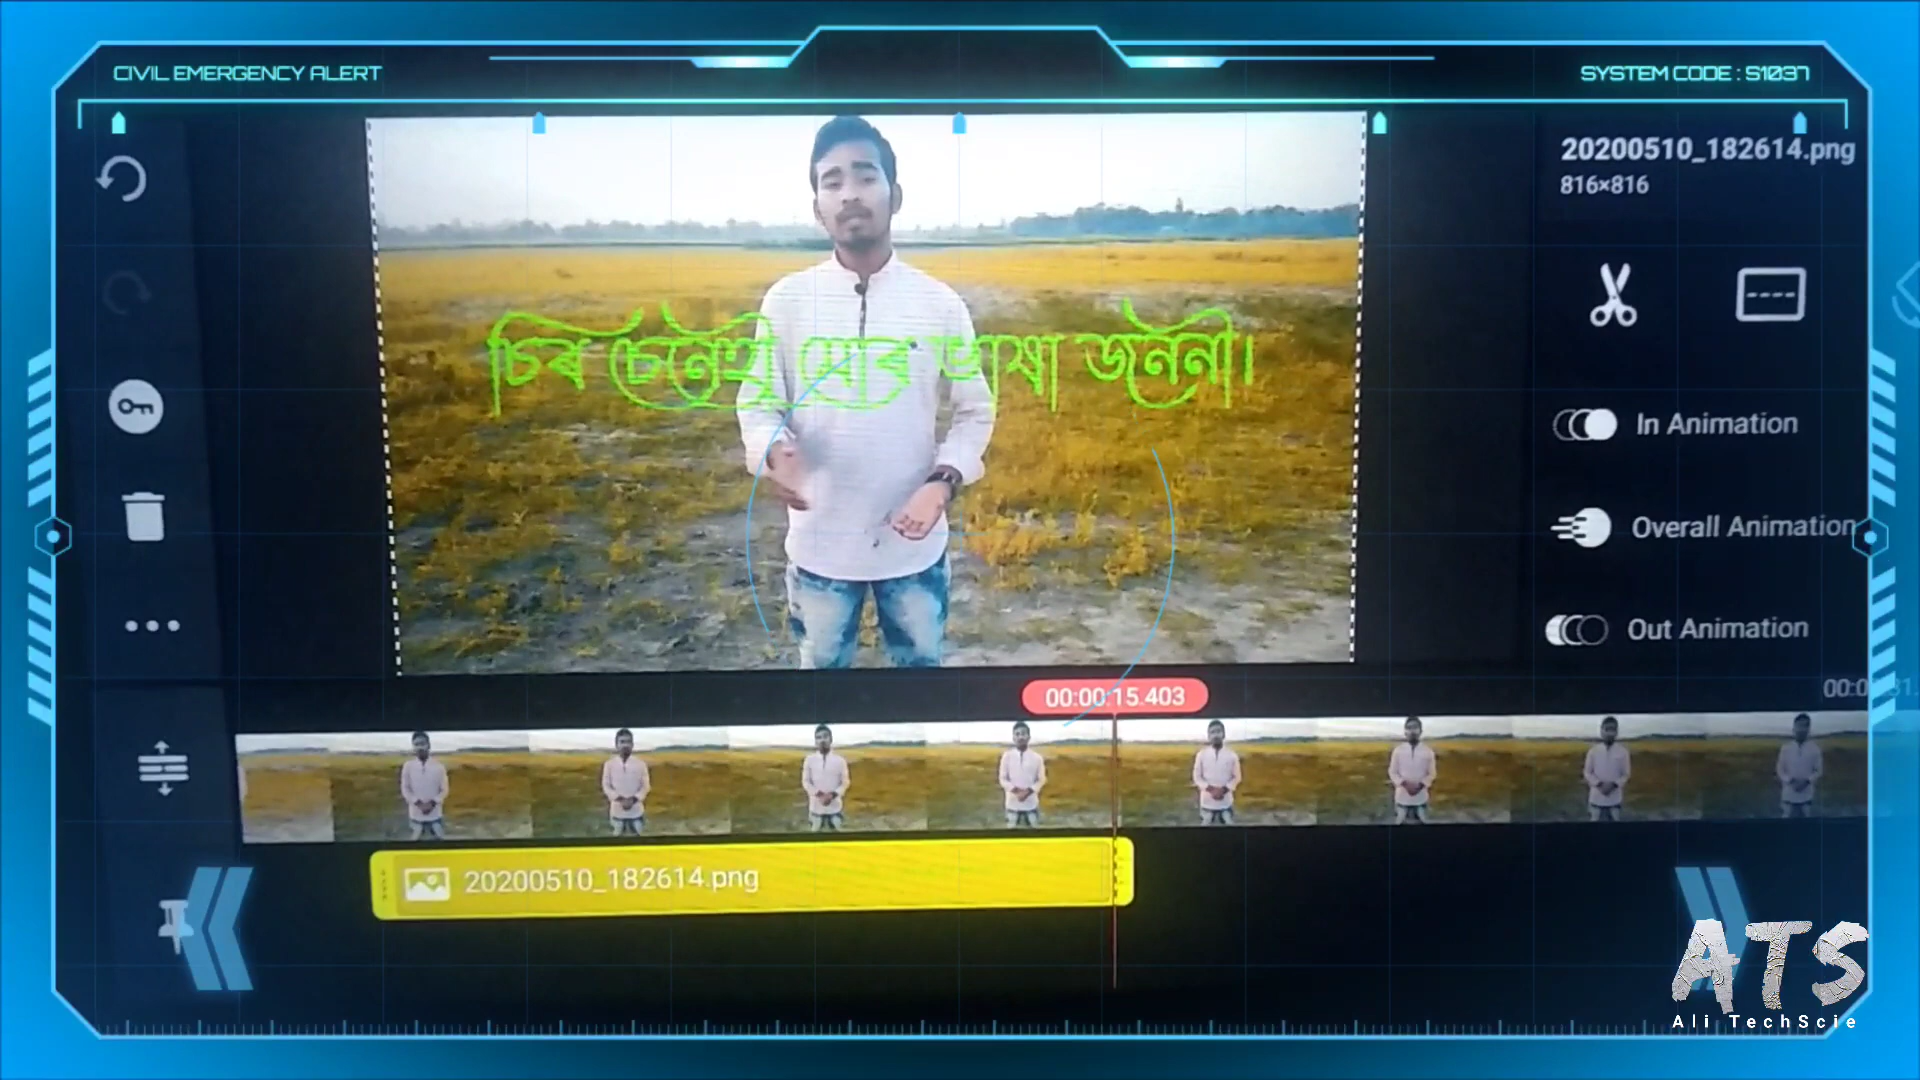 CIVIL EMERGENCY ALERT
SYSTEM CODE : S1037
20200510_182614.png
816×816
চিৰ চেনেহী মোৰ ভাষা জননী।
In Animation
Overall Animation
Out Animation
00:00:15.403
20200510_182614.png
ATS
Ali TechScie